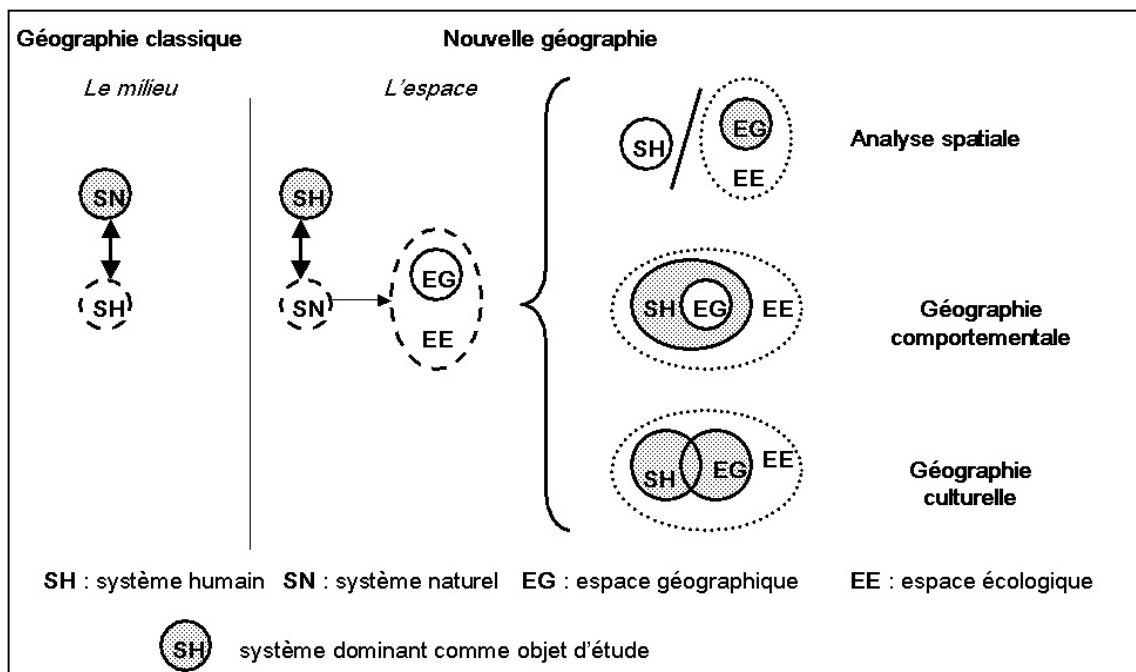 Géographie classique
Nouvelle géographie
Le milieu
L'espace
SN
SH
SH
SN
EG
EE
SH
EG
EE
Analyse spatiale
SH
EG
EE
Géographie
comportementale
SH
EG
EE
Géographie
culturelle
SH : système humain SN : système naturel EG : espace géographique EE : espace écologique
SH système dominant comme objet d'étude